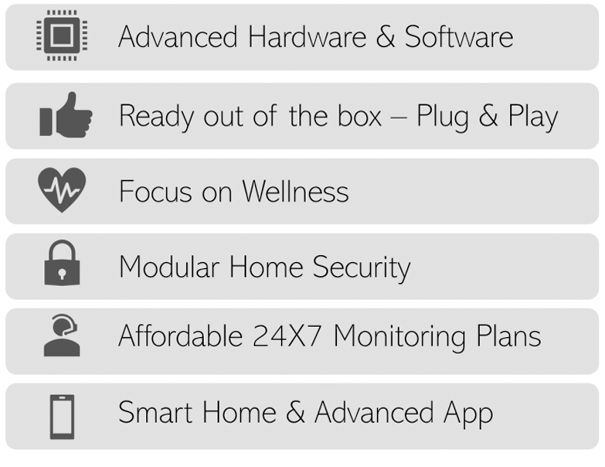 Advanced Hardware & Software
Ready out of the box – Plug & Play
Focus on Wellness
Modular Home Security
Affordable 24X7 Monitoring Plans
Smart Home & Advanced App